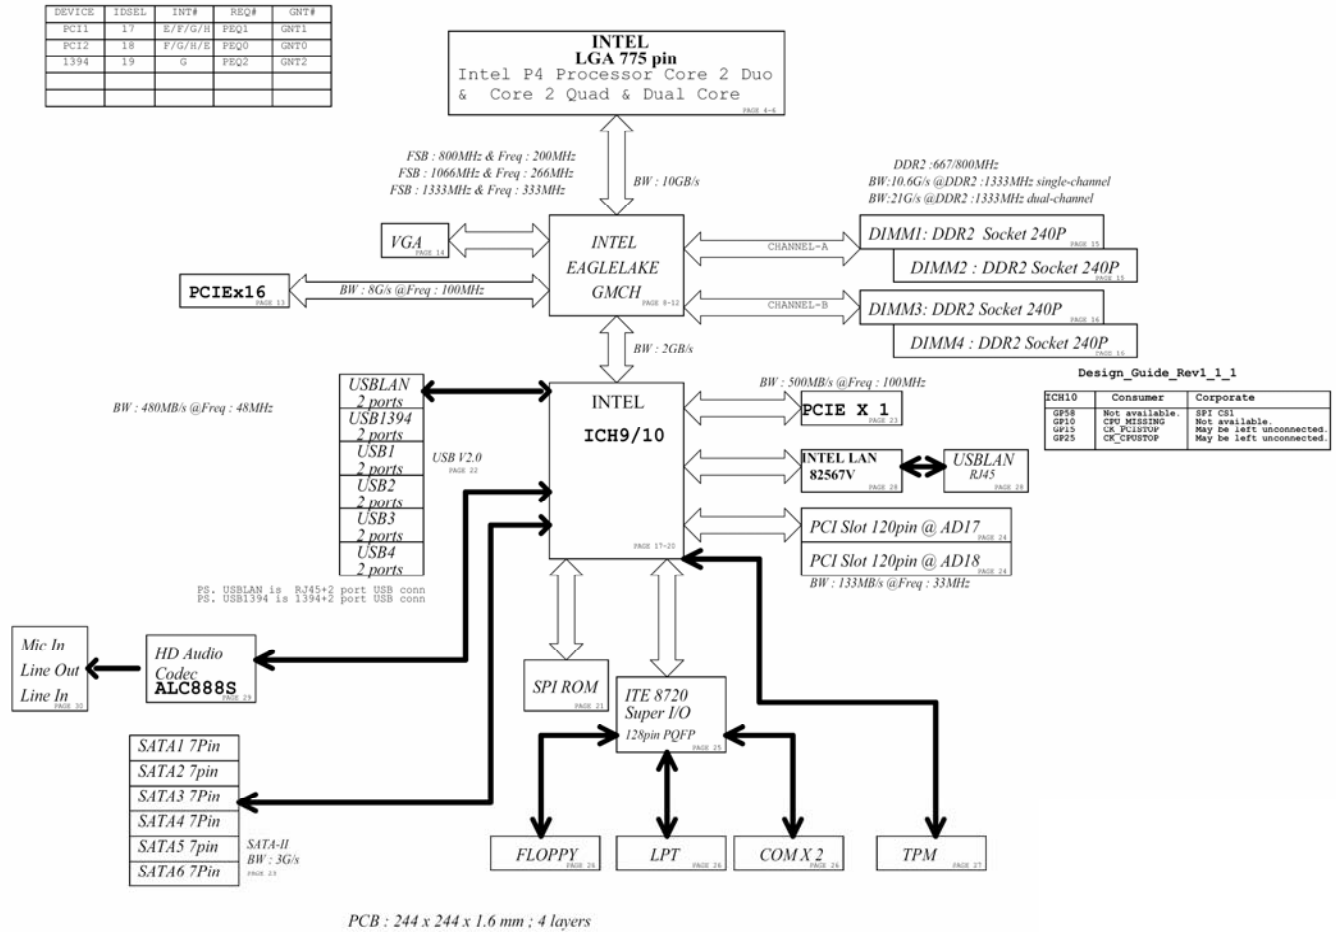 DEVICE IDSEL INT# REQ# GNT#
PCI1 17 E/F/G/H PEQ1 GNT1
PCI2 18 F/G/H/E PEQ0 GNT0
1394 19 G PEQ2 GNT2
INTEL
LGA 775 pin
Intel P4 Processor Core 2 Duo
& Core 2 Quad & Dual Core
PAGE 4-6
FSB : 800MHz & Freq : 200MHz
FSB : 1066MHz & Freq : 266MHz
FSB : 1333MHz & Freq : 333MHz
BW : 10GB/s
DDR2 :667/800MHz
BW:10.6G/s @DDR2 :1333MHz single-channel
BW:21G/s @DDR2 :1333MHz dual-channel
VGA
PAGE 14
INTEL
EAGLELAKE
GMCH
PAGE 8-12
CHANNEL-A
DIMM1: DDR2 Socket 240P
PAGE 15
DIMM2 : DDR2 Socket 240P
PAGE 15
PCIEx16
PAGE 13
BW : 8G/s @Freq : 100MHz
CHANNEL-B
DIMM3: DDR2 Socket 240P
PAGE 16
DIMM4 : DDR2 Socket 240P
PAGE 16
BW : 2GB/s
Design_Guide_Rev1_1_1
ICH10 Consumer Corporate
GP58 Not available. SPI CS1
GP10 CPU MISSING Not available.
GP15 CK_PCISTOP May be left unconnected.
GP25 CK_CPUSTOP May be left unconnected.
BW : 480MB/s @Freq : 48MHz
USBLAN
2 ports
USB1394
2 ports
USB1
2 ports
USB2
2 ports
USB3
2 ports
USB4
2 ports
USB V2.0
PAGE 22
INTEL
ICH9/10
PAGE 17-20
BW : 500MB/s @Freq : 100MHz
PCIE X 1
PAGE 23
INTEL LAN
82567V
PAGE 28
USBLAN
RJ45
PAGE 28
PCI Slot 120pin @ AD17
PAGE 24
PCI Slot 120pin @ AD18
PAGE 24
BW : 133MB/s @Freq : 33MHz
PS. USBLAN is RJ45+2 port USB conn
PS. USB1394 is 1394+2 port USB conn
Mic In
Line Out
Line In
PAGE 30
HD Audio
Codec
ALC888S
PAGE 29
SPI ROM
PAGE 21
ITE 8720
Super I/O
128pin PQFP
PAGE 25
SATA1 7Pin
SATA2 7pin
SATA3 7Pin
SATA4 7Pin
SATA5 7pin
SATA6 7Pin
SATA-II
BW : 3G/s
PAGE 23
FLOPPY
PAGE 26
LPT
PAGE 26
COM X 2
PAGE 26
TPM
PAGE 27
PCB : 244 x 244 x 1.6 mm ; 4 layers